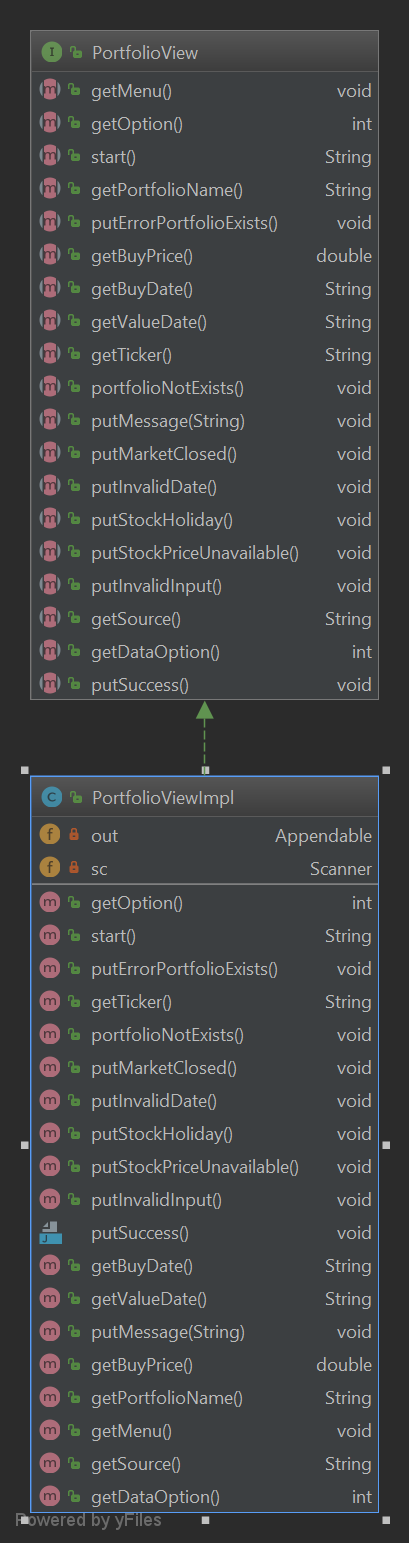 PortfolioView
getMenu() void
getOption() int
start() String
getPortfolioName() String
putErrorPortfolioExists() void
getBuyPrice() double
getBuyDate() String
getValueDate() String
getTicker() String
portfolioNotExists() void
putMessage(String) void
putMarketClosed() void
putInvalidDate() void
putStockHoliday() void
putStockPriceUnavailable() void
putInvalidInput() void
getSource() String
getDataOption() int
putSuccess() void
PortfolioViewImpl
out Appendable
sc Scanner
getOption() int
start() String
putErrorPortfolioExists() void
getTicker() String
portfolioNotExists() void
putMarketClosed() void
putInvalidDate() void
putStockHoliday() void
putStockPriceUnavailable() void
putInvalidInput() void
putSuccess() void
getBuyDate() String
getValueDate() String
putMessage(String) void
getBuyPrice() double
getPortfolioName() String
getMenu() void
getSource() String
getDataOption() int
Powered by yFiles